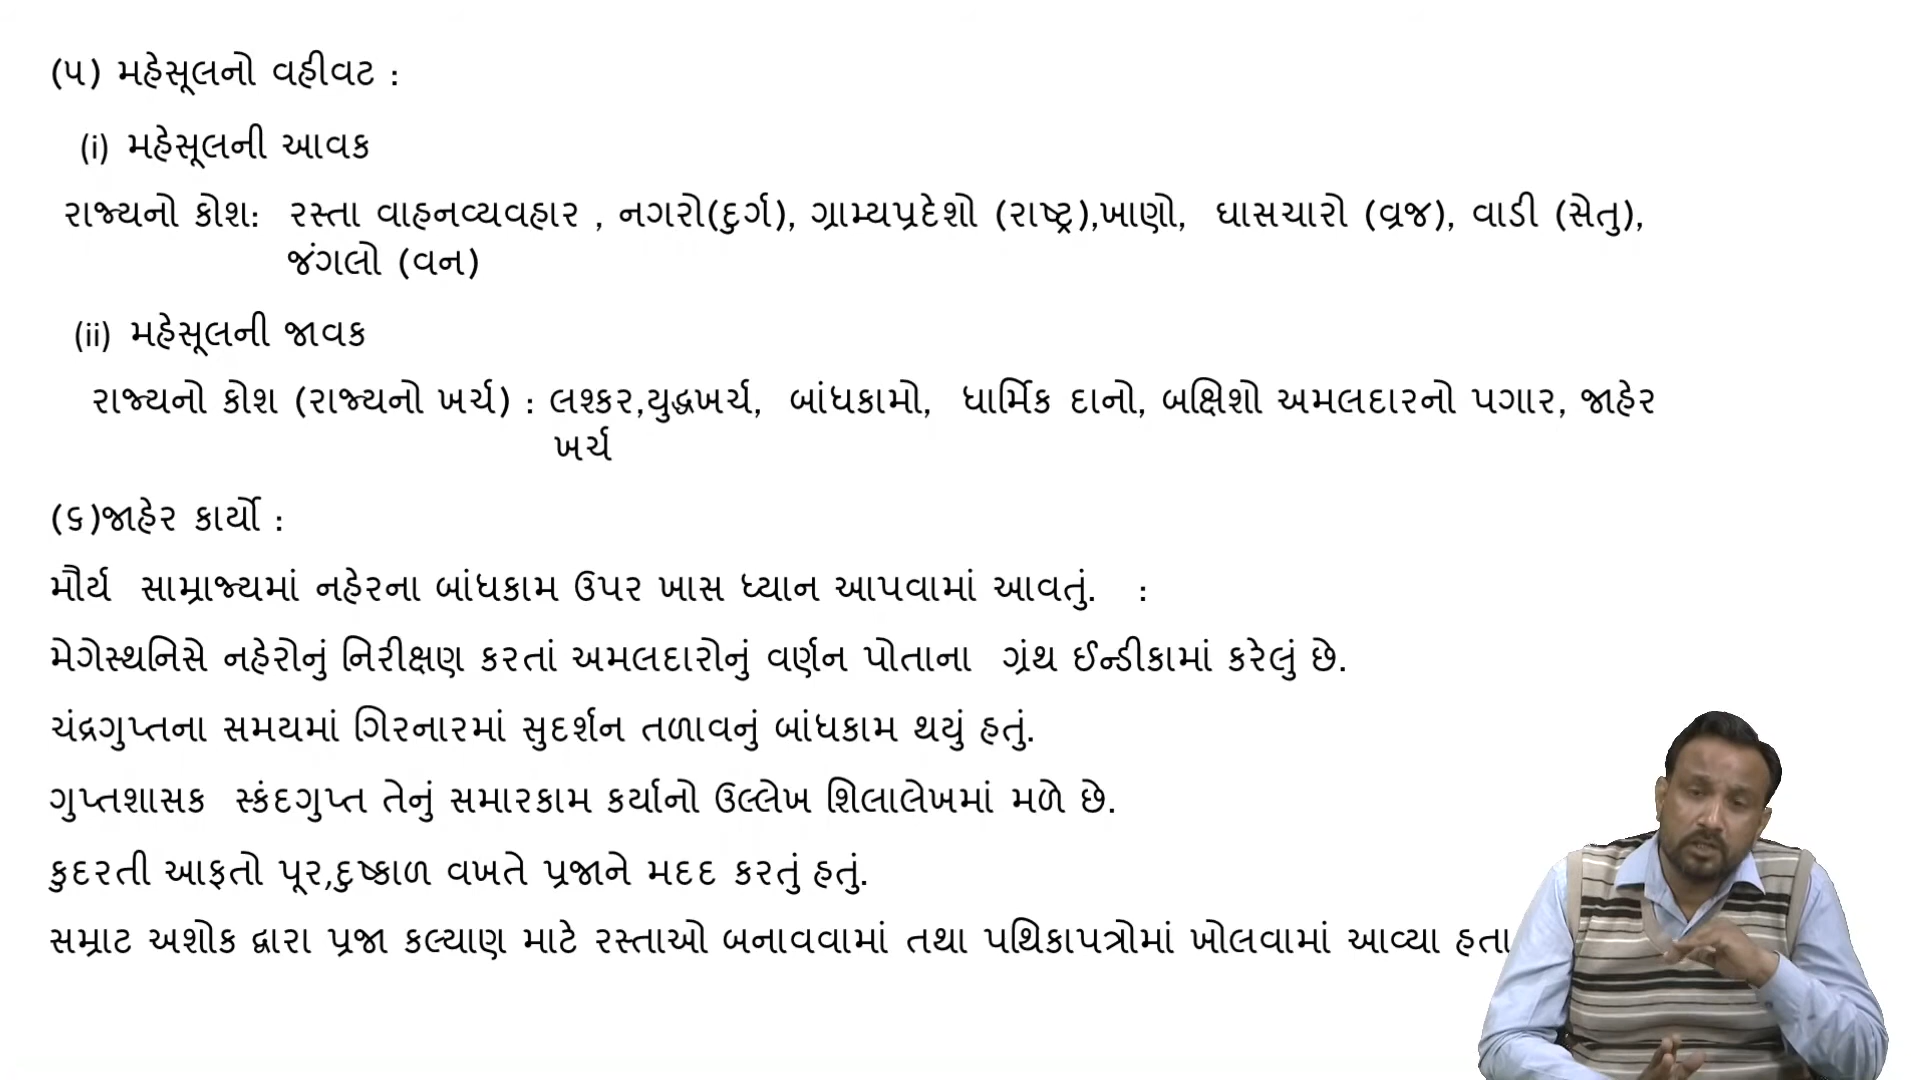 (૫) મહેસૂલનો વહીવટ :
(i) મહેસૂલની આવક
રાજ્યનો કોશ: રસ્તા વાહનવ્યવહાર , નગરો(દુર્ગ), ગ્રામ્યપ્રદેશો (રાષ્ટ્ર),ખાણો, ઘાસચારો (વ્રજ), વાડી (સેતુ),
જંગલો (વન)
(ii) મહેસૂલની જાવક
રાજ્યનો કોશ (રાજ્યનો ખર્ચ) : લશ્કર,યુદ્ધખર્ચ, બાંધકામો, ધાર્મિક દાનો, બક્ષિશો અમલદારનો પગાર, જાહેર
ખર્ચ
(૬)જાહેર કાર્યો :
મૌર્ય સામ્રાજ્યમાં નહેરના બાંધકામ ઉપર ખાસ ધ્યાન આપવામાં આવતું. :
મેગેસ્થનિસે નહેરોનું નિરીક્ષણ કરતાં અમલદારોનું વર્ણન પોતાના ગ્રંથ ઈન્ડીકામાં કરેલું છે.
ચંદ્રગુપ્તના સમયમાં ગિરનારમાં સુદર્શન તળાવનું બાંધકામ થયું હતું.
ગુપ્તશાસક સ્કંદગુપ્ત તેનું સમારકામ કર્યાનો ઉલ્લેખ શિલાલેખમાં મળે છે.
કુદરતી આફતો પૂર,દુષ્કાળ વખતે પ્રજાને મદદ કરતું હતું.
સમ્રાટ અશોક દ્વારા પ્રજા કલ્યાણ માટે રસ્તાઓ બનાવવામાં તથા પથિકાપત્રોમાં ખોલવામાં આવ્યા હતા